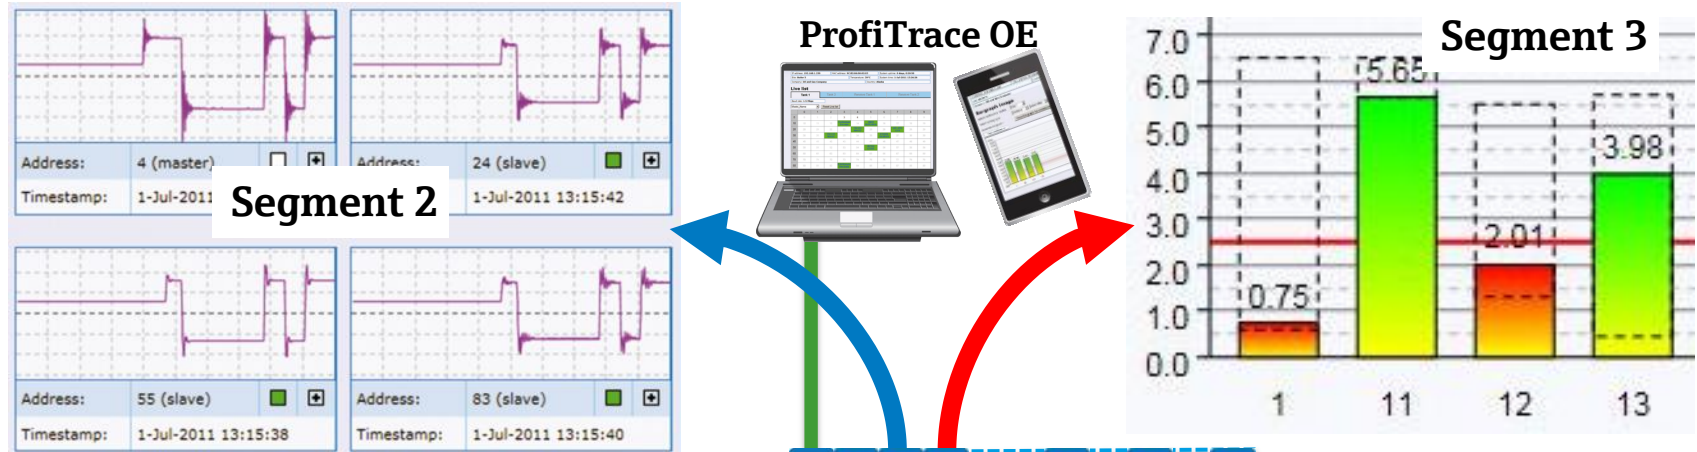 ProfiTrace OE
Segment 2
Address: 4 (master)
Timestamp: 1-Jul-2011
Address: 24 (slave)
1-Jul-2011 13:15:42
Address: 55 (slave)
Timestamp: 1-Jul-2011 13:15:38
Address: 83 (slave)
Timestamp: 1-Jul-2011 13:15:40
Segment 3
7.0
6.0
5.0
4.0
3.0
2.0
1.0
0.0
0.75
5.65
2.01
3.98
1 11 12 13